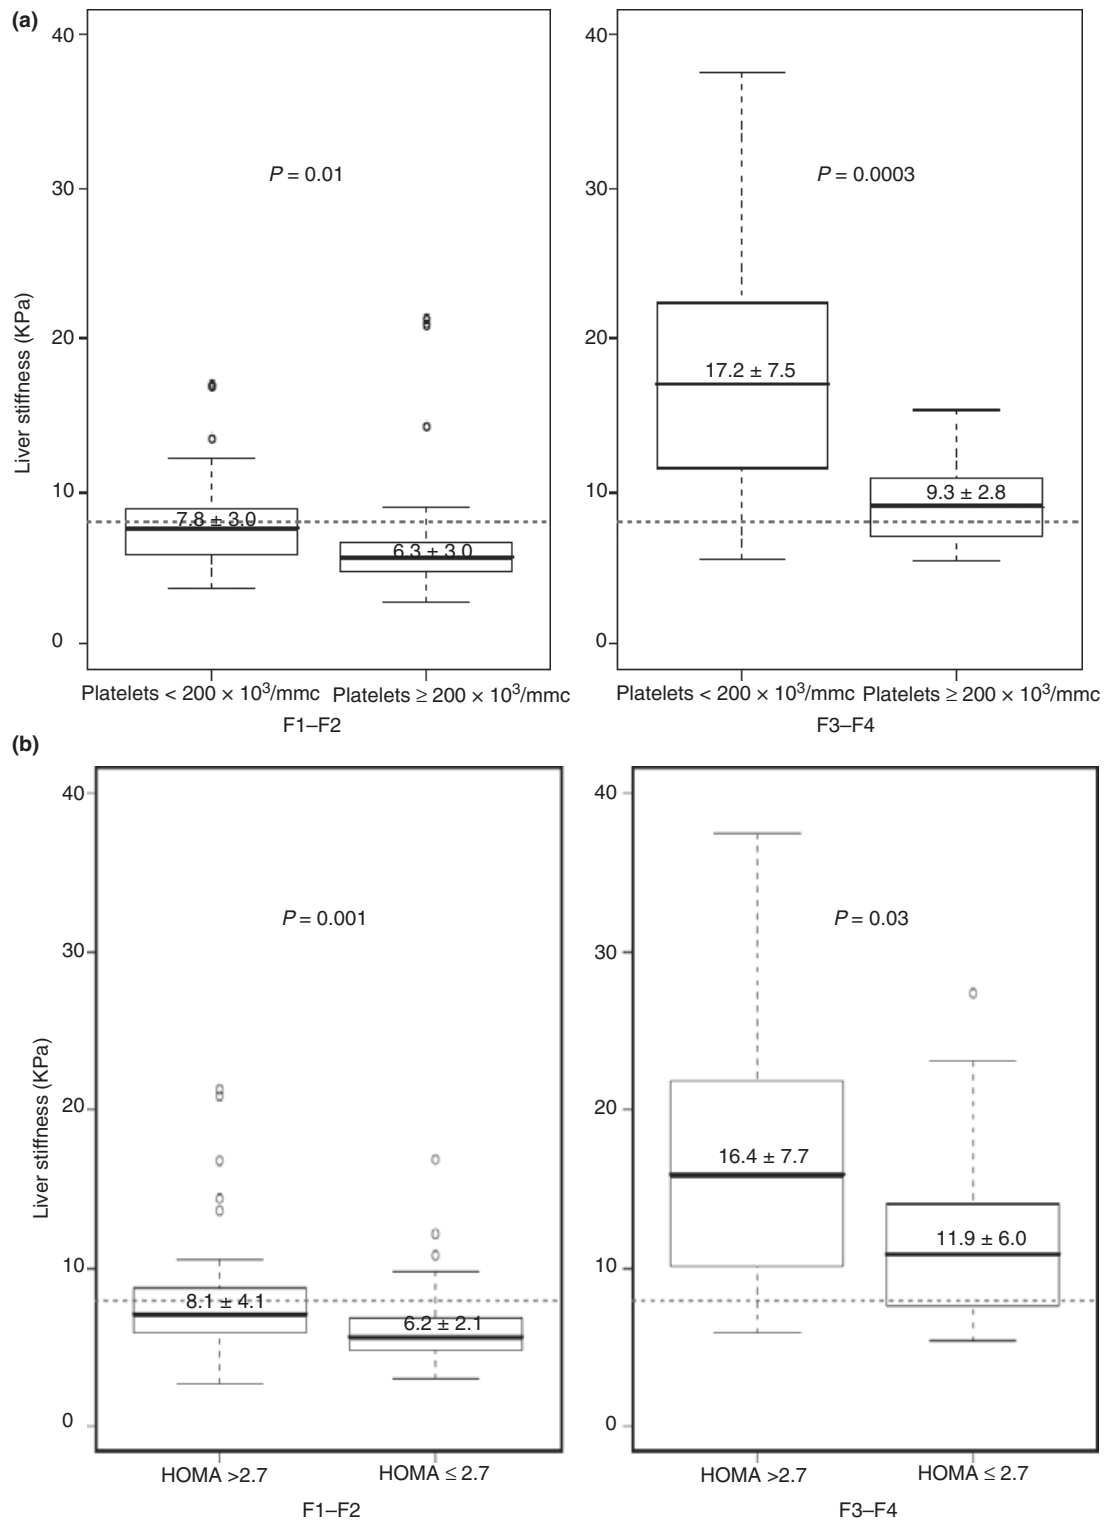 (a)
Liver stiffness (KPa)
40
30
20
10
0
P = 0.01
7.8 ± 3.0
6.3 ± 3.0
Platelets < 200 × 10³/mmc
Platelets ≥ 200 × 10³/mmc
F1–F2
40
30
20
10
0
P = 0.0003
17.2 ± 7.5
9.3 ± 2.8
Platelets < 200 × 10³/mmc
Platelets ≥ 200 × 10³/mmc
F3–F4
(b)
Liver stiffness (KPa)
40
30
20
10
0
P = 0.001
8.1 ± 4.1
6.2 ± 2.1
HOMA >2.7
HOMA ≤ 2.7
F1–F2
40
30
20
10
0
P = 0.03
16.4 ± 7.7
11.9 ± 6.0
HOMA >2.7
HOMA ≤ 2.7
F3–F4